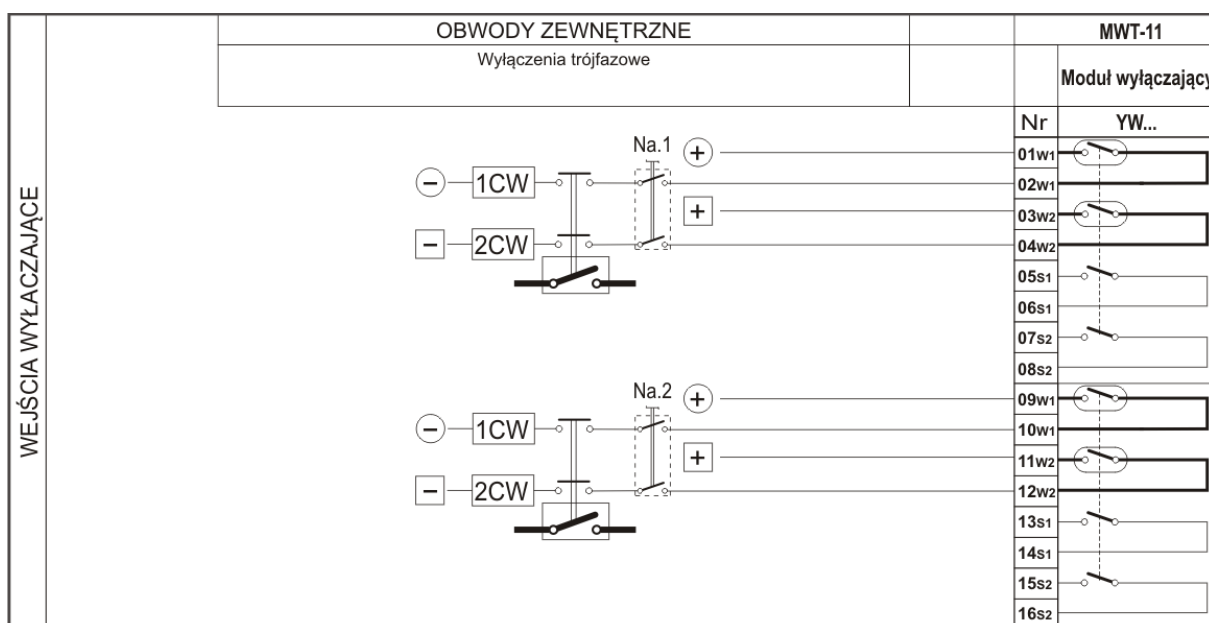 OBWODY ZEWNĘTRZNE
MWT-11
Wyłączenia trójfazowe
Moduł wyłączający
Nr YW...
WEJŚCIA WYŁACZAJĄCE
Na.1 +
01W1
- 1CW
02W1
+
03W2
- 2CW
04W2
05S1
06S1
07S2
08S2
Na.2 +
09W1
- 1CW
10W1
+
11W2
- 2CW
12W2
13S1
14S1
15S2
16S2